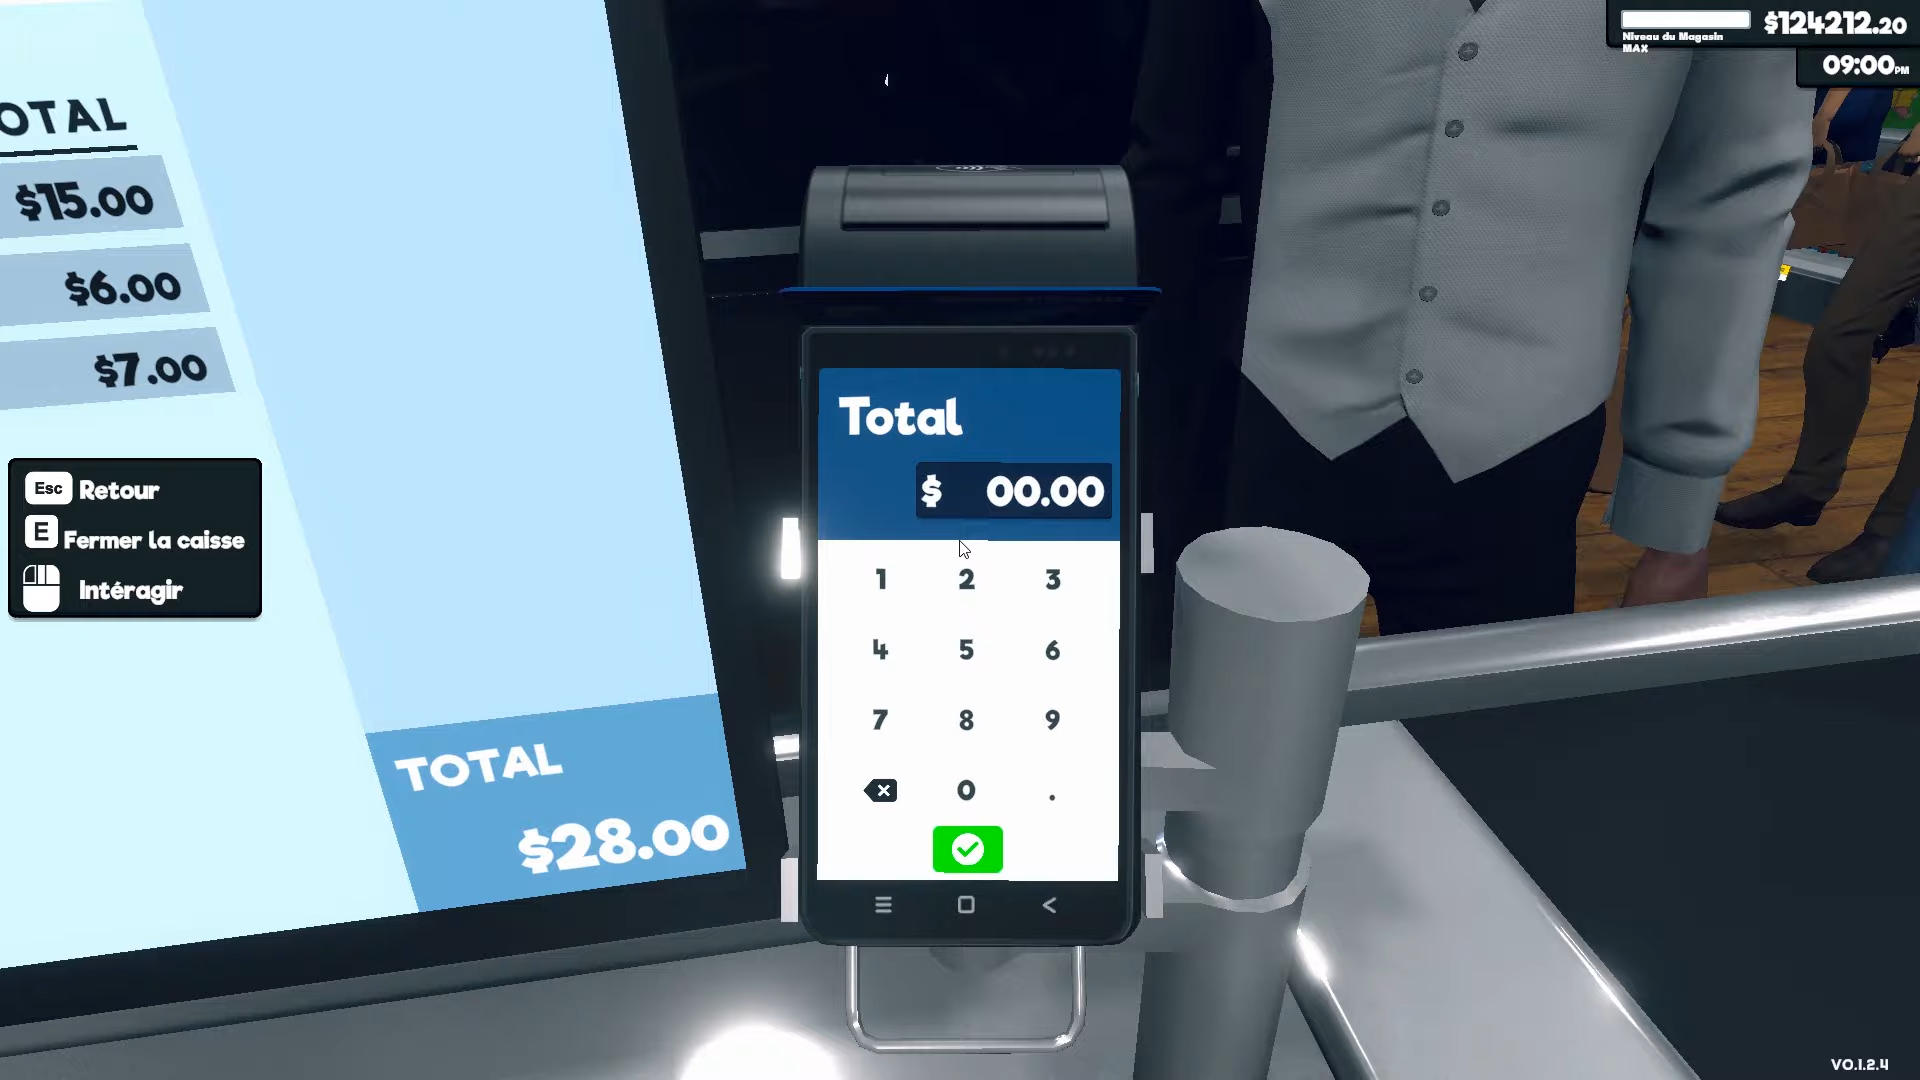 $124212.20
Niveau du Magasin
MAX
09:00PM
OTAL
$15.00
$6.00
$7.00
Esc Retour
E Fermer la caisse
Intéragir
TOTAL
$28.00
Total
$ 00.00
1 2 3
4 5 6
7 8 9
0 .
V0.1.2.4